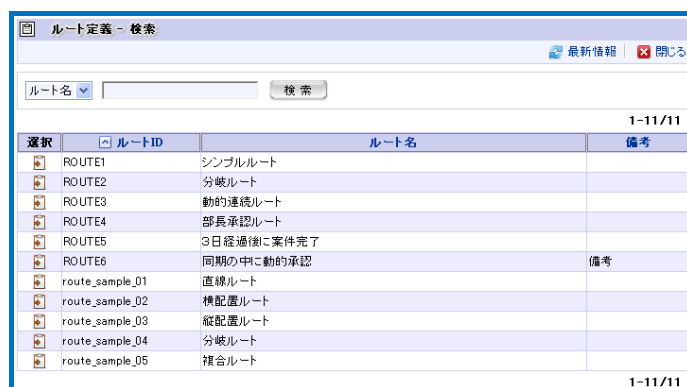 ルート定義 - 検索
最新情報 閉じる
ルート名 検索
1-11/11
選択 ルートID ルート名 備考
ROUTE1 シンプルルート
ROUTE2 分岐ルート
ROUTE3 動的連続ルート
ROUTE4 部長承認ルート
ROUTE5 3日経過後に案件完了
ROUTE6 同期の中に動的承認 備考
route_sample_01 直線ルート
route_sample_02 横配置ルート
route_sample_03 縦配置ルート
route_sample_04 分岐ルート
route_sample_05 複合ルート
1-11/11